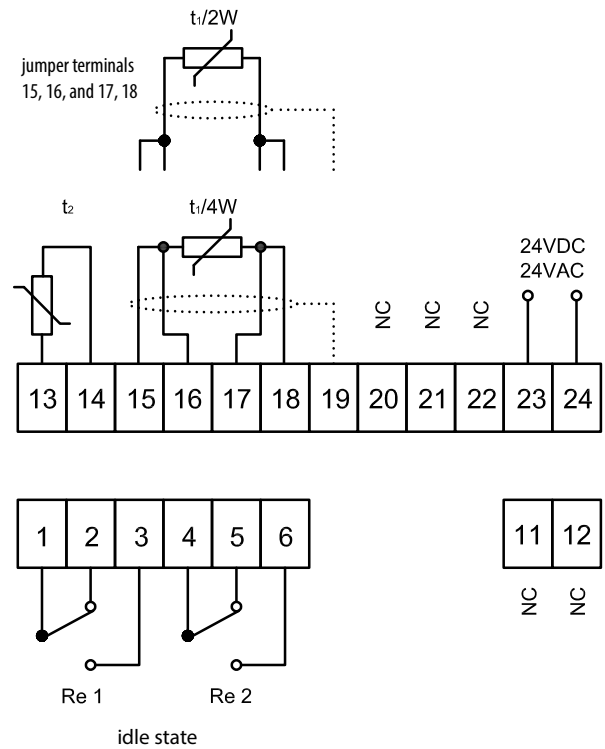 t₁/2W
jumper terminals
15, 16, and 17, 18
t₂
t₁/4W
24VDC
24VAC
NC NC NC
13 14 15 16 17 18 19 20 21 22 23 24
1 2 3 4 5 6 11 12
NC NC
Re 1 Re 2
idle state